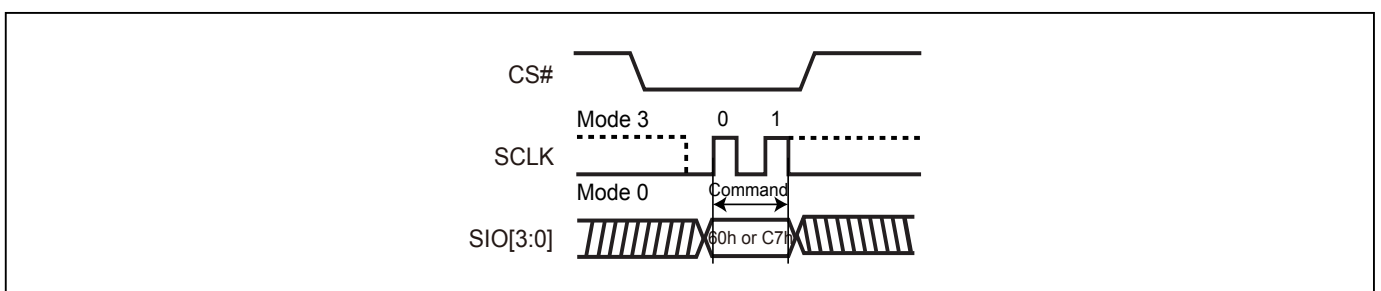 CS#
Mode 3 0 1
SCLK
Mode 0 Command
SIO[3:0] 60h or C7h